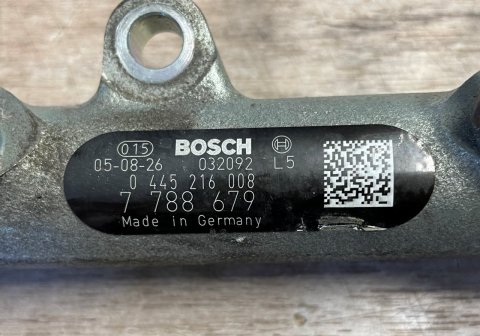 015 BOSCH
05-08-26 032092 L5
0 445 216 008
7 788 679
Made in Germany